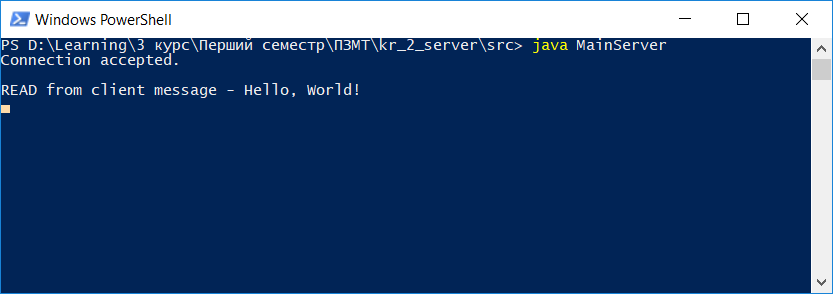 Windows PowerShell
PS D:\Learning\3 курс\Перший семестр\ПЗМТ\kr_2_server\src> java MainServer
Connection accepted.
READ from client message - Hello, World!